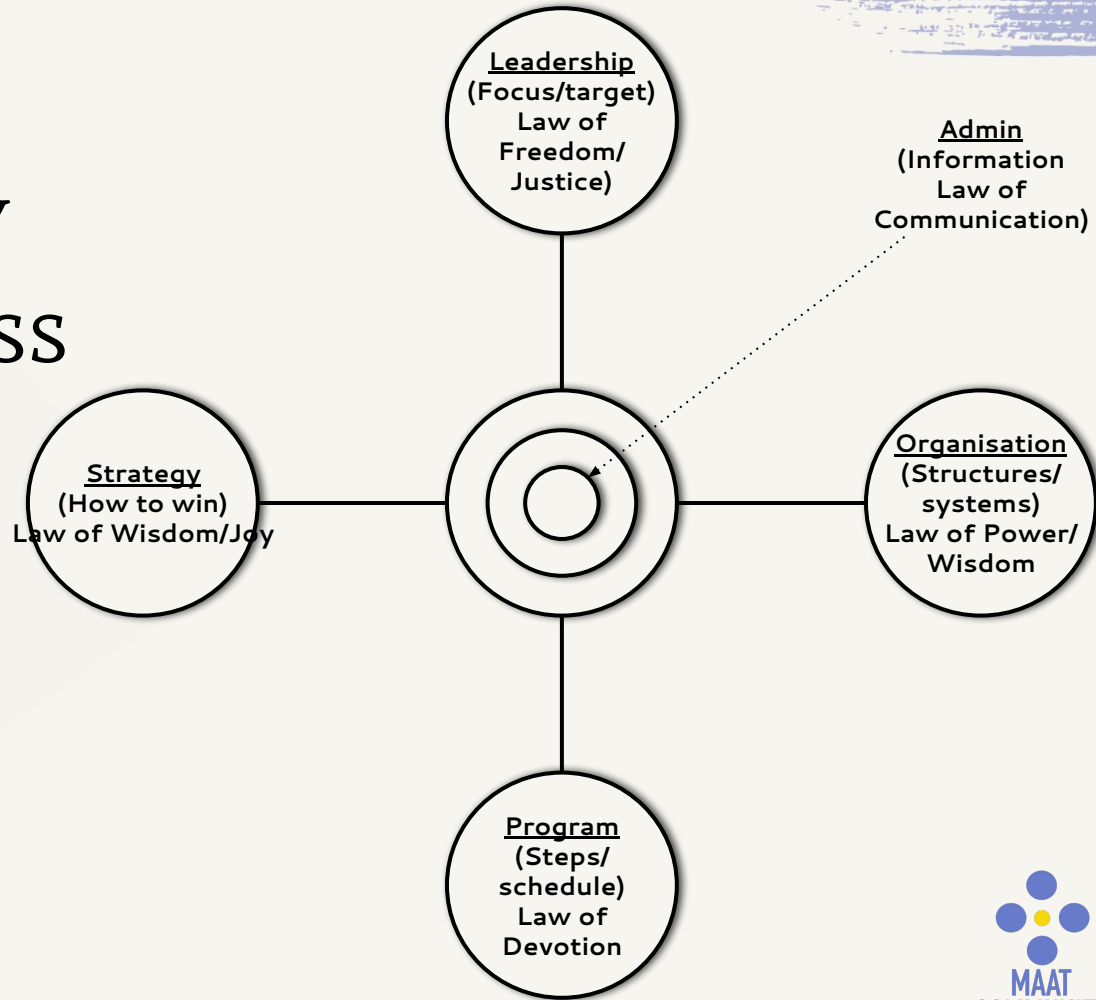 Leadership
(Focus/target)
Law of
Freedom/
Justice)
Admin
(Information
Law of
Communication)
Strategy
(How to win)
Law of Wisdom/Joy
Organisation
(Structures/
systems)
Law of Power/
Wisdom
Program
(Steps/
schedule)
Law of
Devotion
MAAT